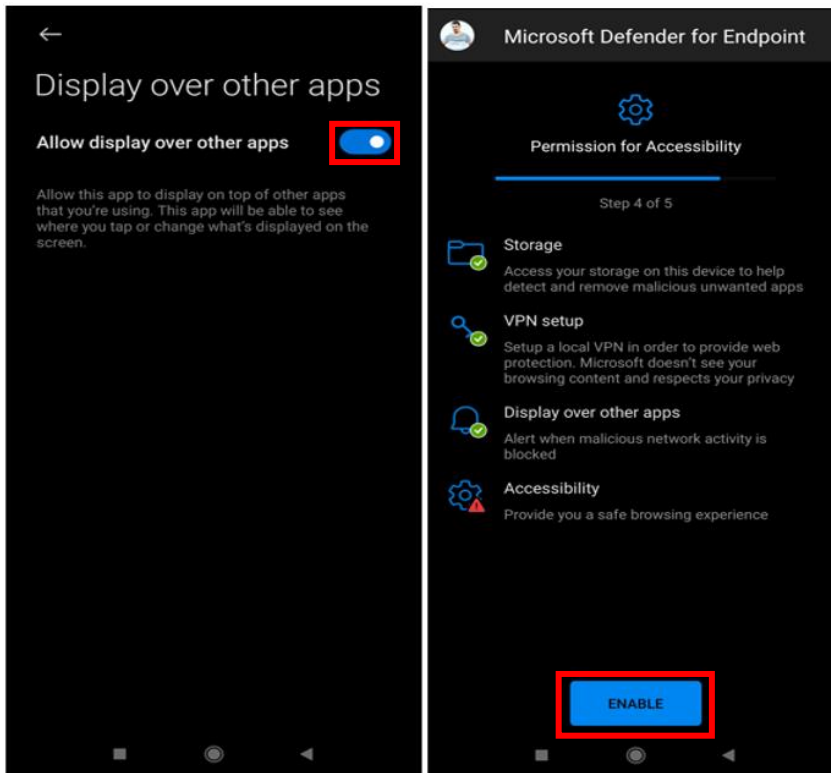 Display over other apps
Allow display over other apps
Allow this app to display on top of other apps
that you're using. This app will be able to see
where you tap or change what's displayed on the
screen.
Microsoft Defender for Endpoint
Permission for Accessibility
Step 4 of 5
Storage
Access your storage on this device to help
detect and remove malicious unwanted apps
VPN setup
Setup a local VPN in order to provide web
protection. Microsoft doesn't see your
browsing content and respects your privacy
Display over other apps
Alert when malicious network activity is
blocked
Accessibility
Provide you a safe browsing experience
ENABLE